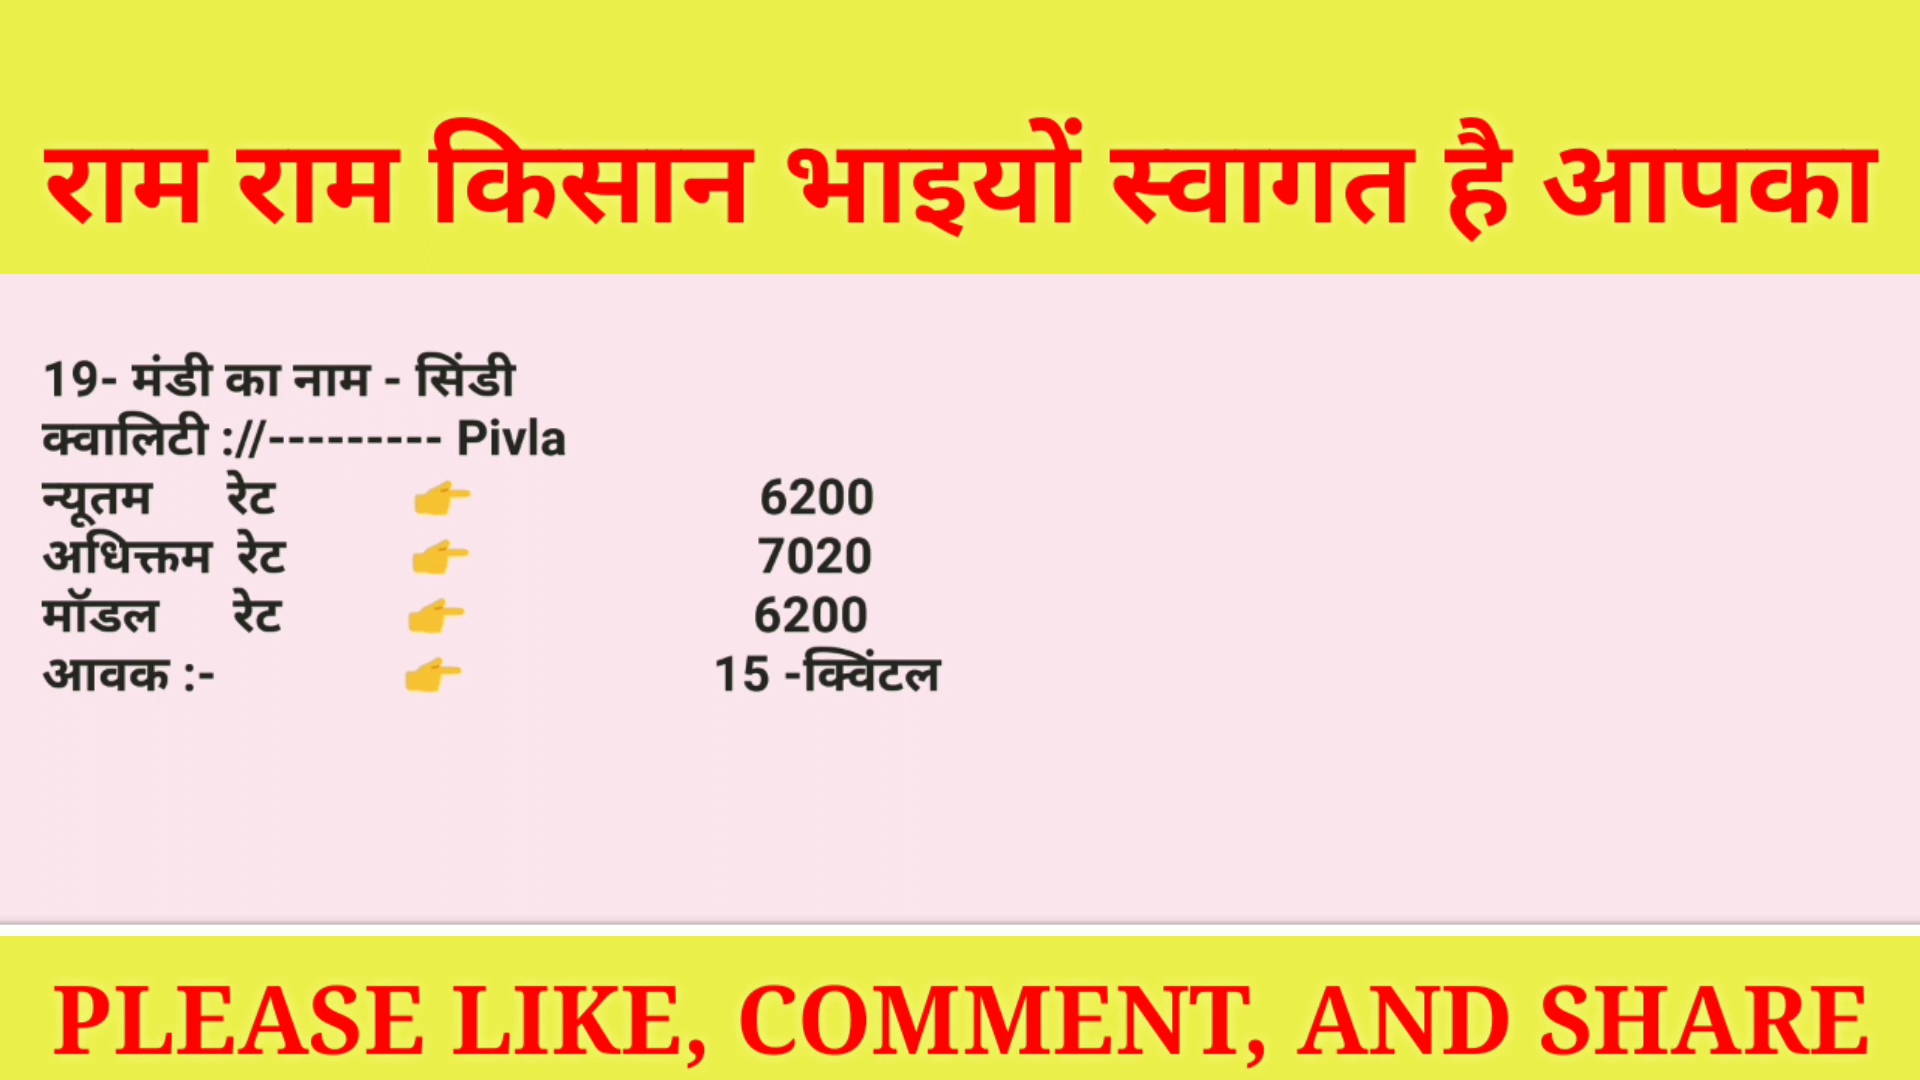 राम राम किसान भाइयों स्वागत है आपका
19- मंडी का नाम - सिंडी
क्वालिटी ://--------- Pivla
न्यूतम रेट 👉 6200
अधिक्तम रेट 👉 7020
मॉडल रेट 👉 6200
आवक :- 👉 15 -क्विंटल
PLEASE LIKE, COMMENT, AND SHARE